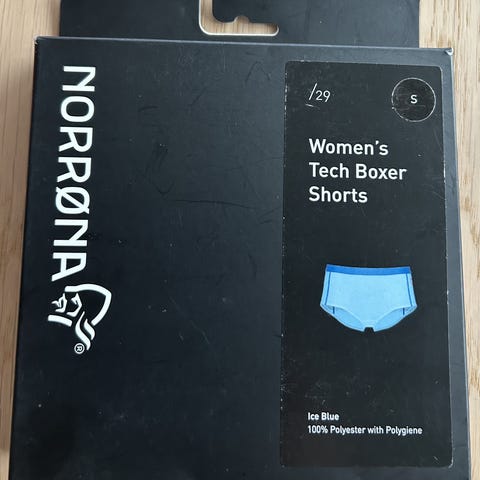 NORRØNA
®
/29
S
Women's
Tech Boxer
Shorts
Ice Blue
100% Polyester with Polygiene